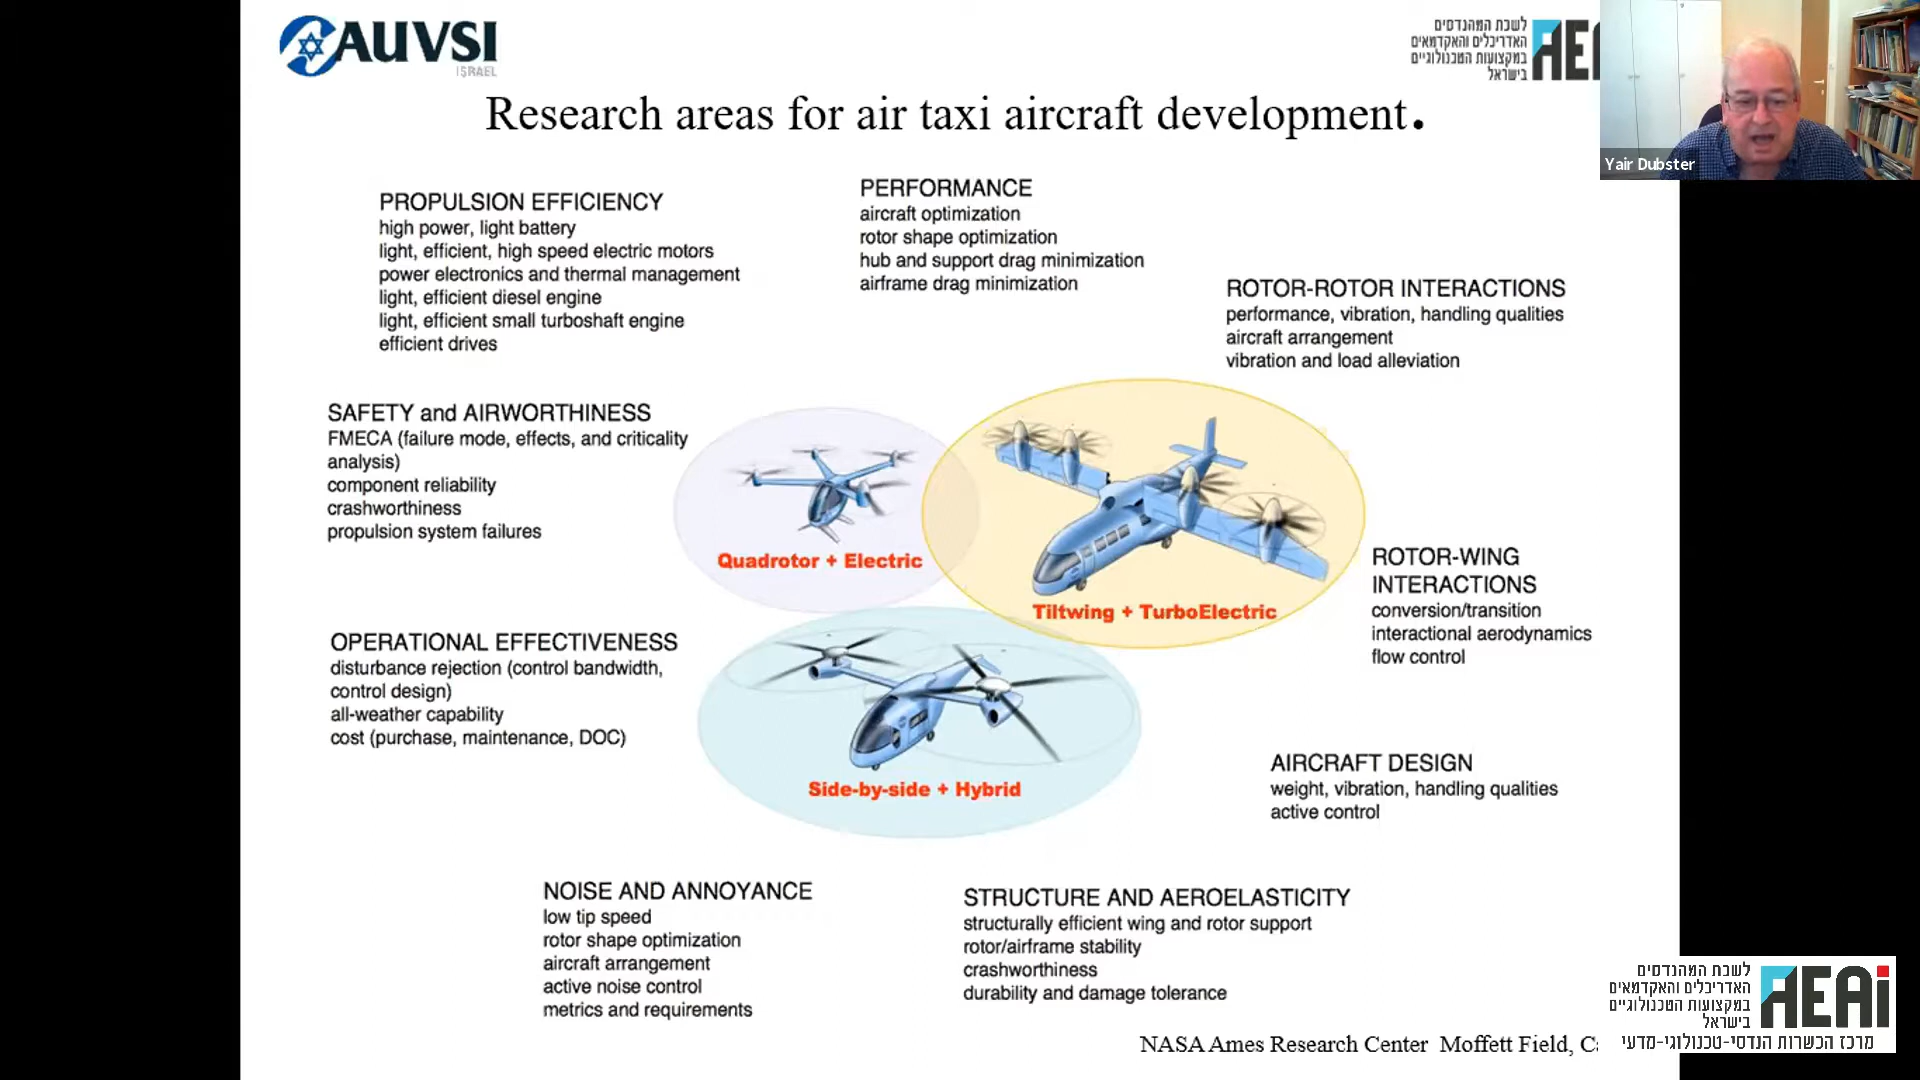 AUVSI
ISRAEL
לשכת המהנדסים
האדריכלים והאקדמאים
במקצועות הטכנולוגיים
בישראל
AEA
Research areas for air taxi aircraft development.
Yair Dubster
PROPULSION EFFICIENCY
high power, light battery
light, efficient, high speed electric motors
power electronics and thermal management
light, efficient diesel engine
light, efficient small turboshaft engine
efficient drives
PERFORMANCE
aircraft optimization
rotor shape optimization
hub and support drag minimization
airframe drag minimization
ROTOR-ROTOR INTERACTIONS
performance, vibration, handling qualities
aircraft arrangement
vibration and load alleviation
SAFETY and AIRWORTHINESS
FMECA (failure mode, effects, and criticality
analysis)
component reliability
crashworthiness
propulsion system failures
Quadrotor + Electric
Tiltwing + TurboElectric
ROTOR-WING
INTERACTIONS
conversion/transition
interactional aerodynamics
flow control
OPERATIONAL EFFECTIVENESS
disturbance rejection (control bandwidth,
control design)
all-weather capability
cost (purchase, maintenance, DOC)
Side-by-side + Hybrid
AIRCRAFT DESIGN
weight, vibration, handling qualities
active control
NOISE AND ANNOYANCE
low tip speed
rotor shape optimization
aircraft arrangement
active noise control
metrics and requirements
STRUCTURE AND AEROELASTICITY
structurally efficient wing and rotor support
rotor/airframe stability
crashworthiness
durability and damage tolerance
NASA Ames Research Center Moffett Field, Ca
לשכת המהנדסים
האדריכלים והאקדמאים
במקצועות הטכנולוגיים
בישראל
AEAi
מרכז הכשרות הנדסי-טכנולוגי-מדעי